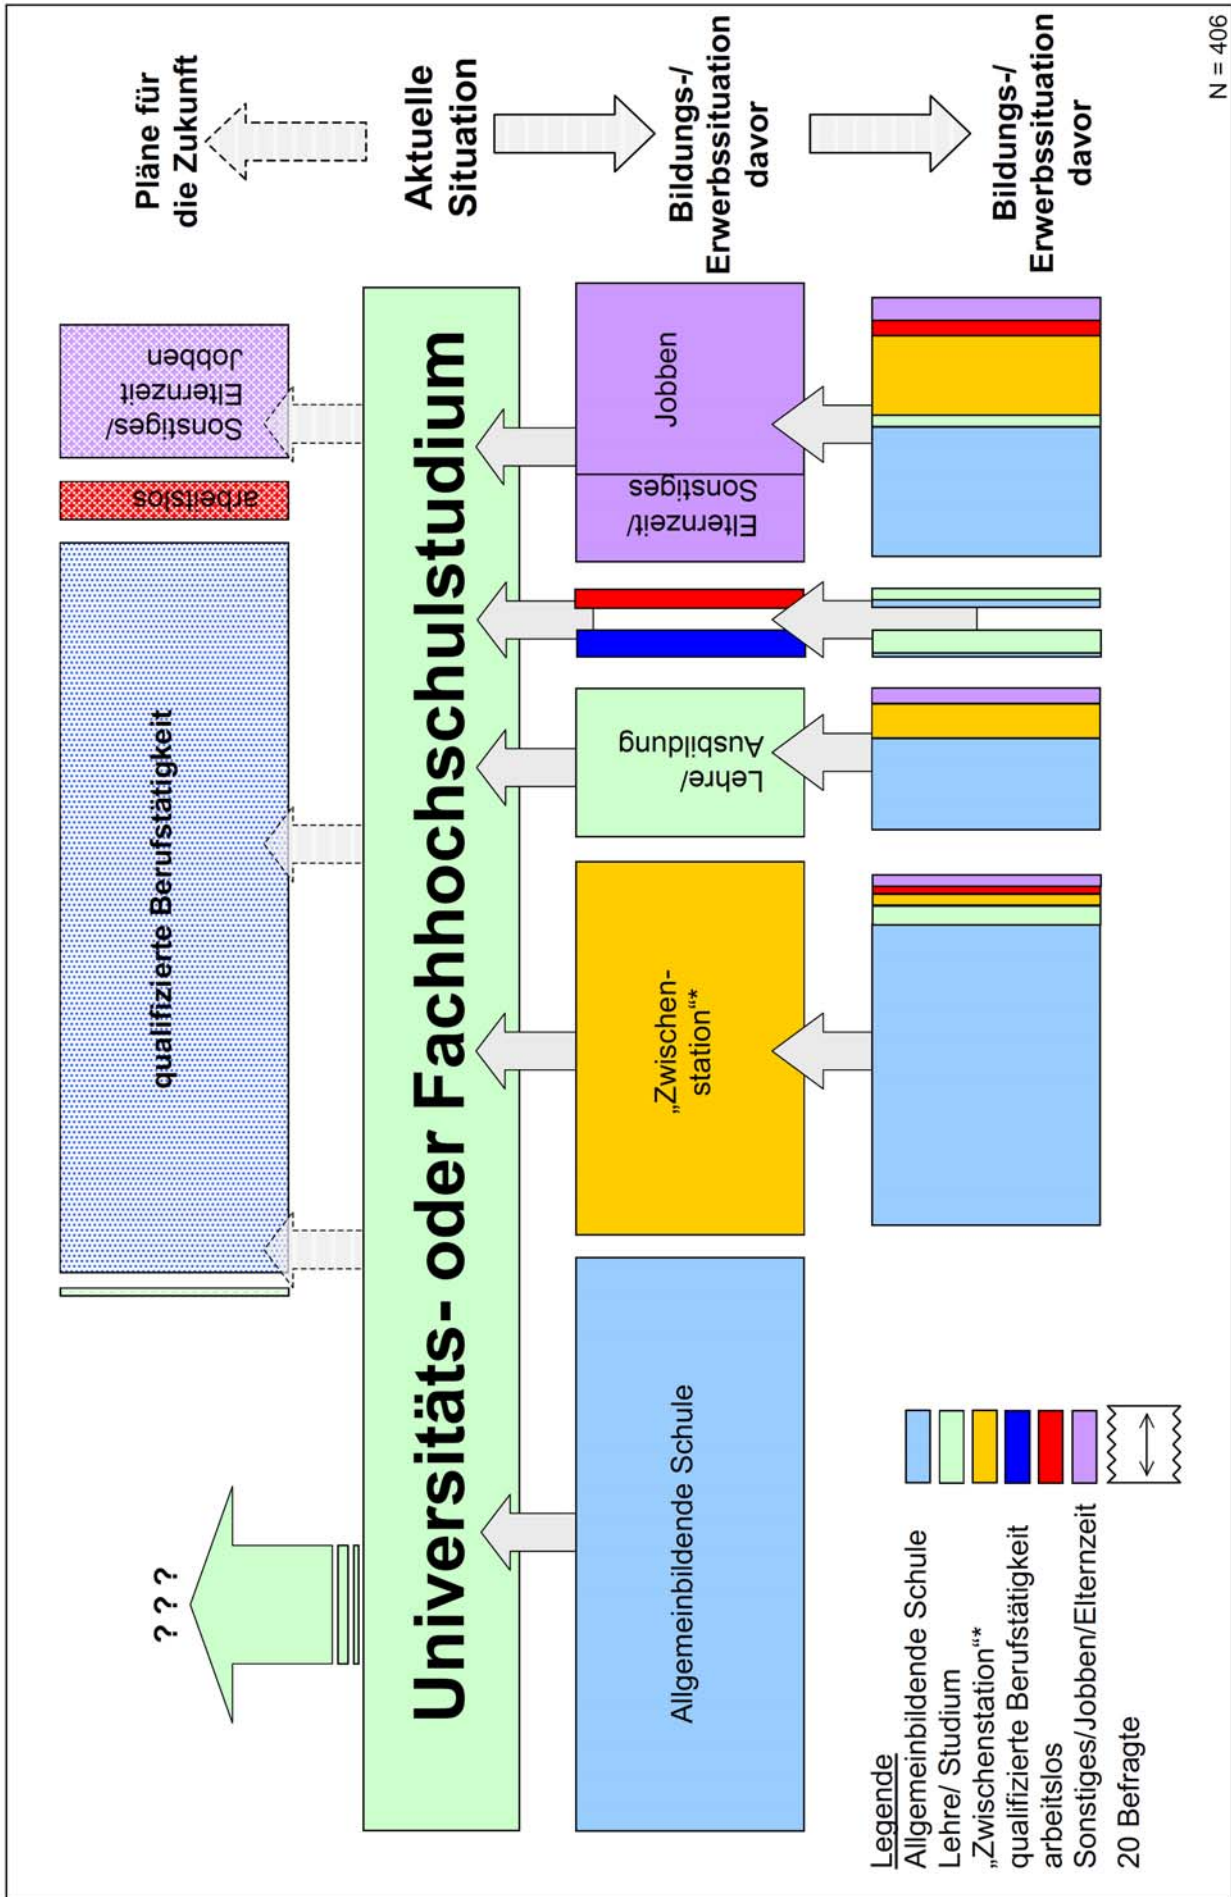 Pläne für
die Zukunft
Aktuelle
Situation
Bildungs-/
Erwerbssituation
davor
Bildungs-/
Erwerbssituation
davor
? ? ?
qualifizierte Berufstätigkeit
arbeitslos
Sonstiges/
Elternzeit
Jobben
Universitäts- oder Fachhochschulstudium
Allgemeinbildende Schule
„Zwischen-
station“*
Lehre/
Ausbildung
Elternzeit/
Sonstiges
Jobben
Legende
Allgemeinbildende Schule
Lehre/ Studium
„Zwischenstation“*
qualifizierte Berufstätigkeit
arbeitslos
Sonstiges/Jobben/Elternzeit
20 Befragte
N = 406